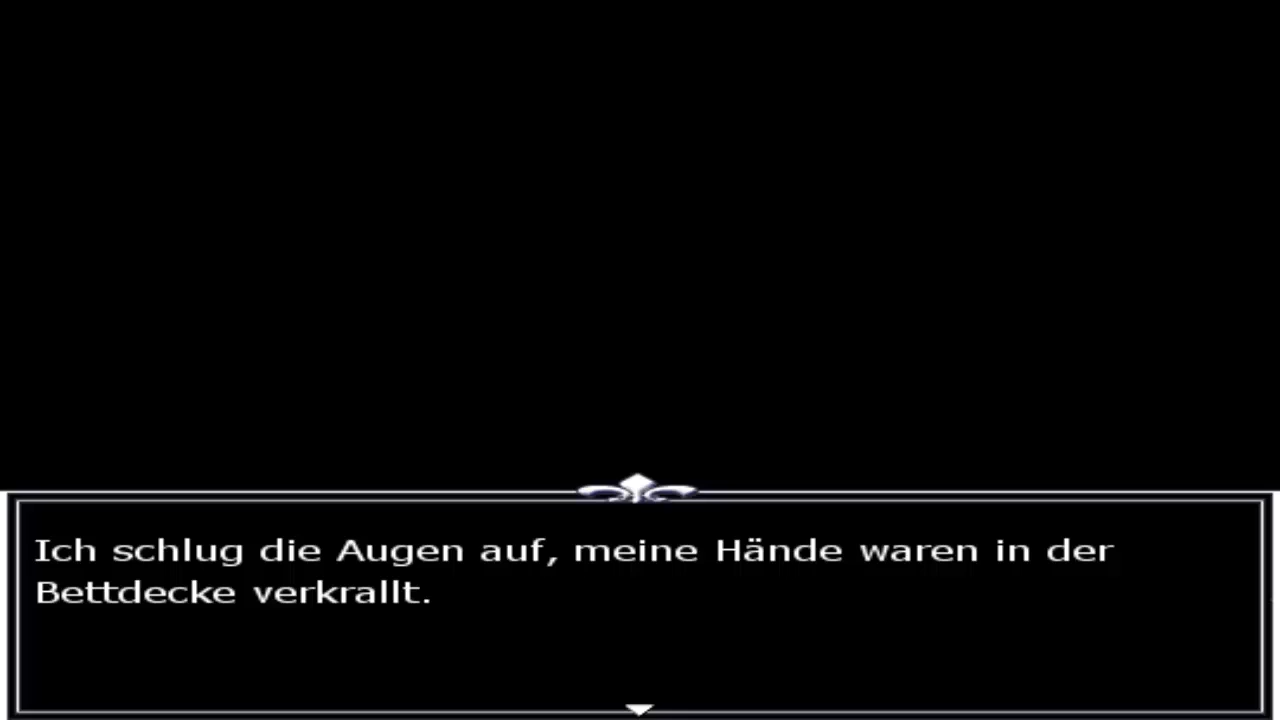 Ich schlug die Augen auf, meine Hände waren in der
Bettdecke verkrallt.